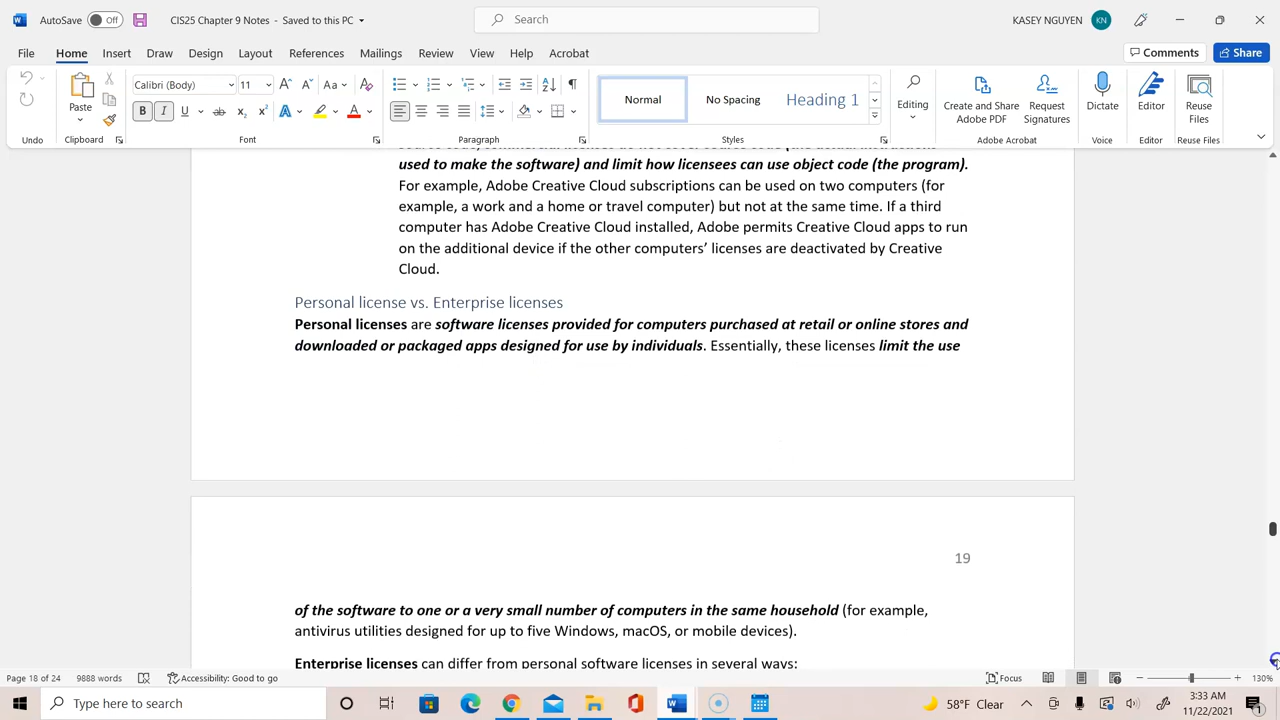 AutoSave Off CIS25 Chapter 9 Notes - Saved to this PC Search KASEY NGUYEN KN
File Home Insert Draw Design Layout References Mailings Review View Help Acrobat Comments Share
Calibri (Body) 11 Aa
Paste B I U ab
Normal No Spacing Heading 1
Editing Create and Share Adobe PDF Request Signatures Dictate Editor Reuse Files
Undo Clipboard Font Paragraph Styles Adobe Acrobat Voice Editor Reuse Files
used to make the software) and limit how licensees can use object code (the program).
For example, Adobe Creative Cloud subscriptions can be used on two computers (for
example, a work and a home or travel computer) but not at the same time. If a third
computer has Adobe Creative Cloud installed, Adobe permits Creative Cloud apps to run
on the additional device if the other computers’ licenses are deactivated by Creative
Cloud.
Personal license vs. Enterprise licenses
Personal licenses are software licenses provided for computers purchased at retail or online stores and
downloaded or packaged apps designed for use by individuals. Essentially, these licenses limit the use
19
of the software to one or a very small number of computers in the same household (for example,
antivirus utilities designed for up to five Windows, macOS, or mobile devices).
Enterprise licenses can differ from personal software licenses in several ways:
Page 18 of 24 9888 words Accessibility: Good to go Focus 130%
Type here to search 58°F Clear 3:33 AM
11/22/2021